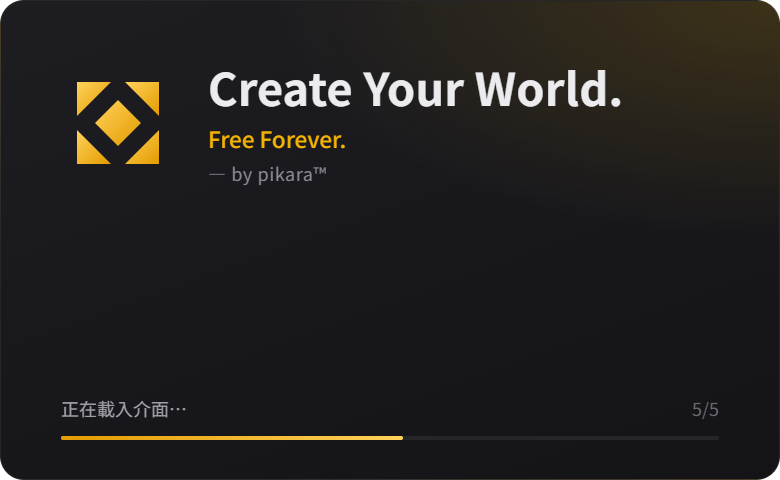 Create Your World.
Free Forever.
— by pikara™
正在載入介面⋯
5/5